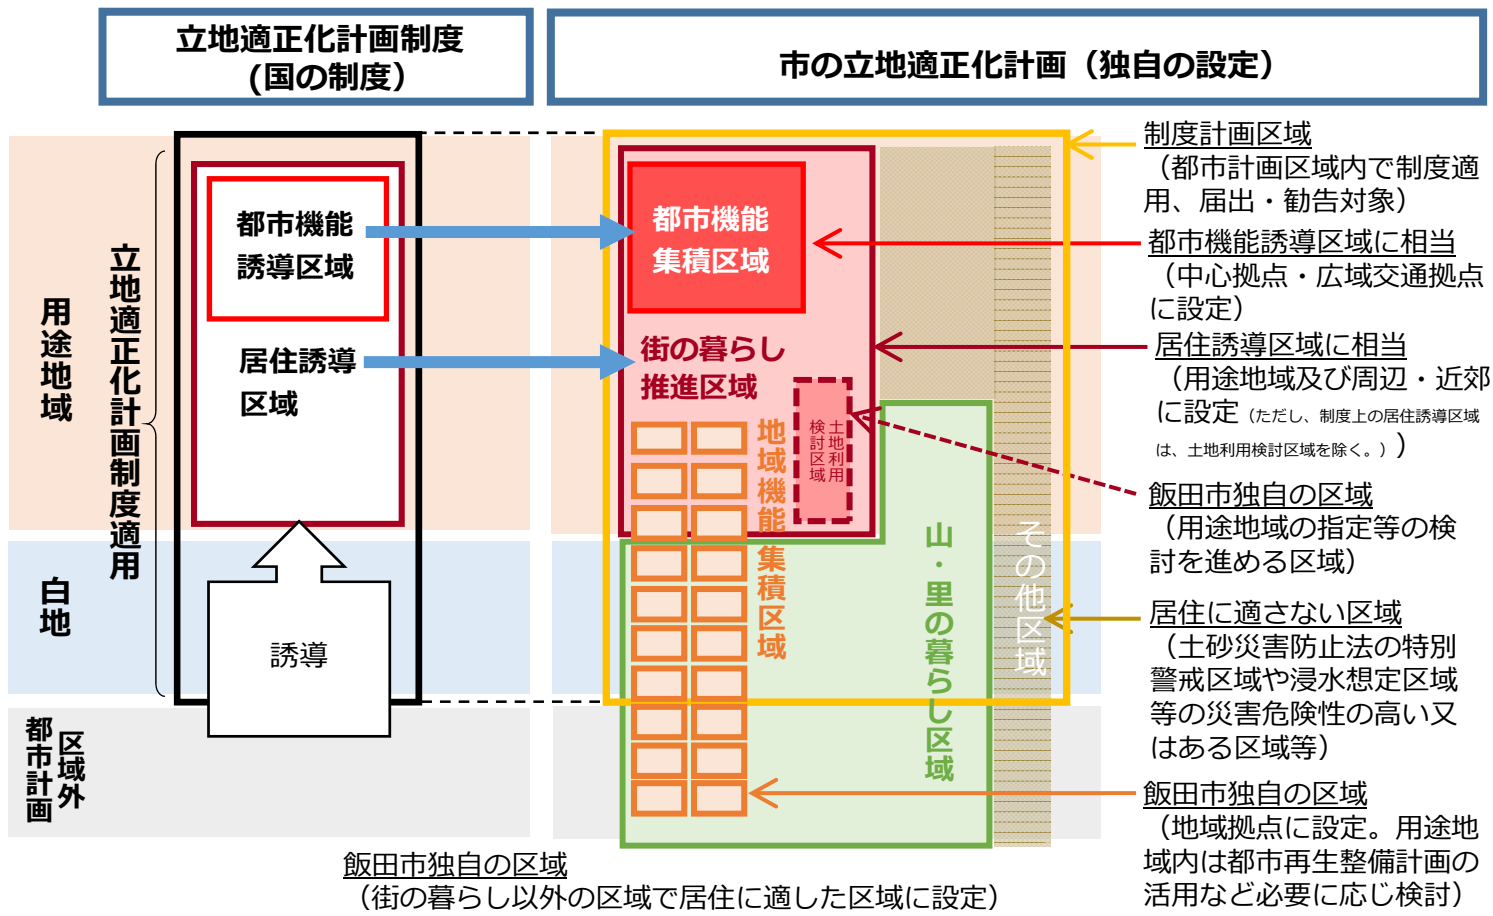 立地適正化計画制度
(国の制度)
市の立地適正化計画（独自の設定）
用途地域
白地
都市計画
区域外
立地適正化計画制度適用
都市機能
誘導区域
居住誘導
区域
誘導
都市機能
集積区域
街の暮らし
推進区域
土地利用
検討区域
地域機能集積区域
山・里の暮らし区域
その他区域
制度計画区域
（都市計画区域内で制度適
用、届出・勧告対象）
都市機能誘導区域に相当
（中心拠点・広域交通拠点
に設定）
居住誘導区域に相当
（用途地域及び周辺・近郊
に設定（ただし、制度上の居住誘導区域
は、土地利用検討区域を除く。））
飯田市独自の区域
（用途地域の指定等の検
討を進める区域）
居住に適さない区域
（土砂災害防止法の特別
警戒区域や浸水想定区域
等の災害危険性の高い又
はある区域等）
飯田市独自の区域
（地域拠点に設定。用途地
域内は都市再生整備計画の
活用など必要に応じ検討）
飯田市独自の区域
（街の暮らし以外の区域で居住に適した区域に設定）